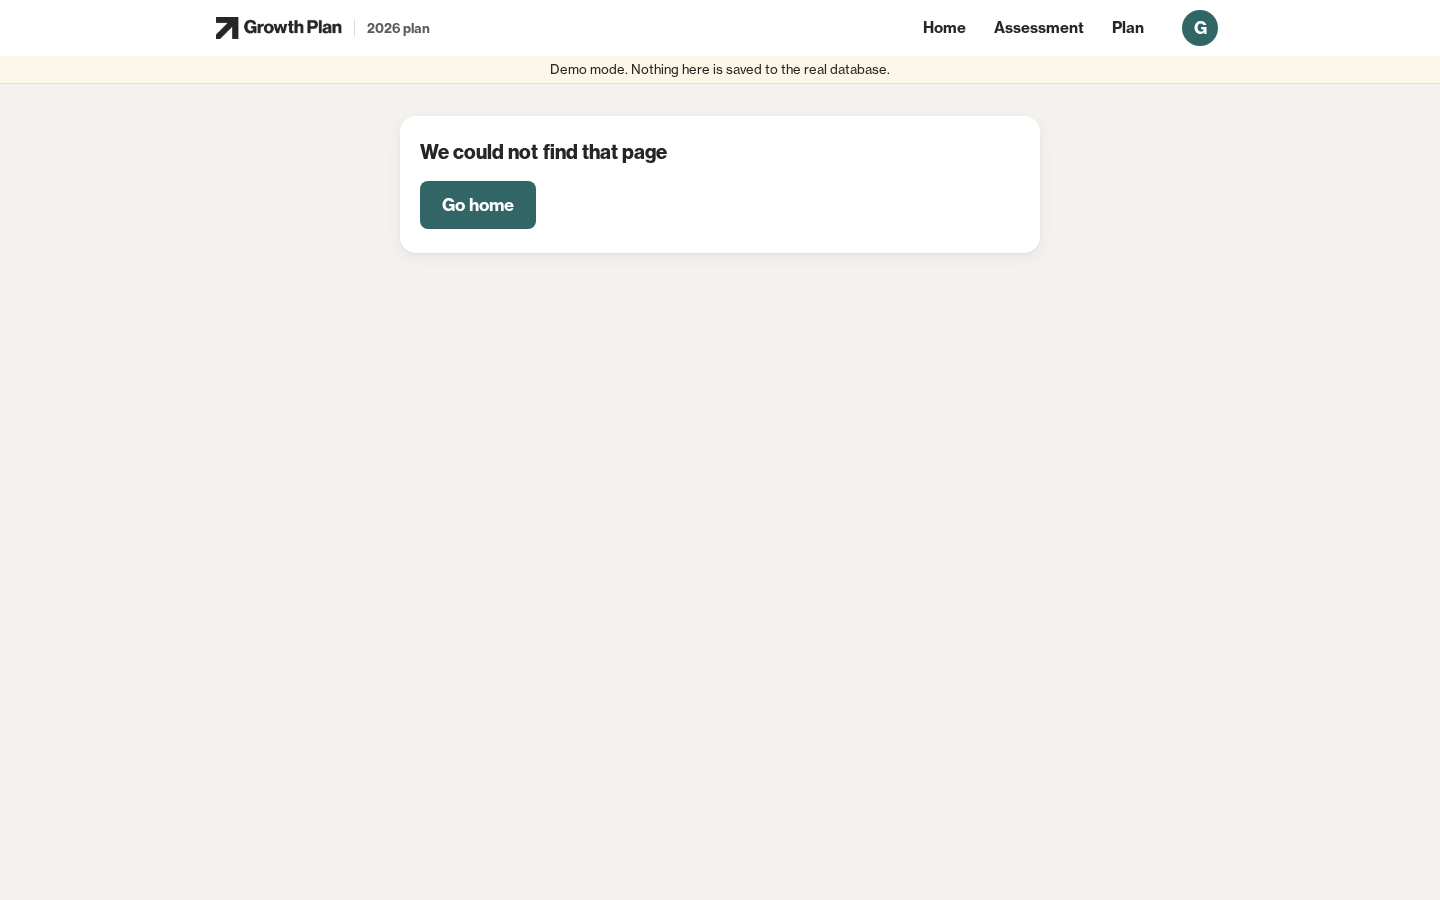 Growth Plan
2026 plan
Home
Assessment
Plan
G
Demo mode. Nothing here is saved to the real database.
We could not find that page
Go home